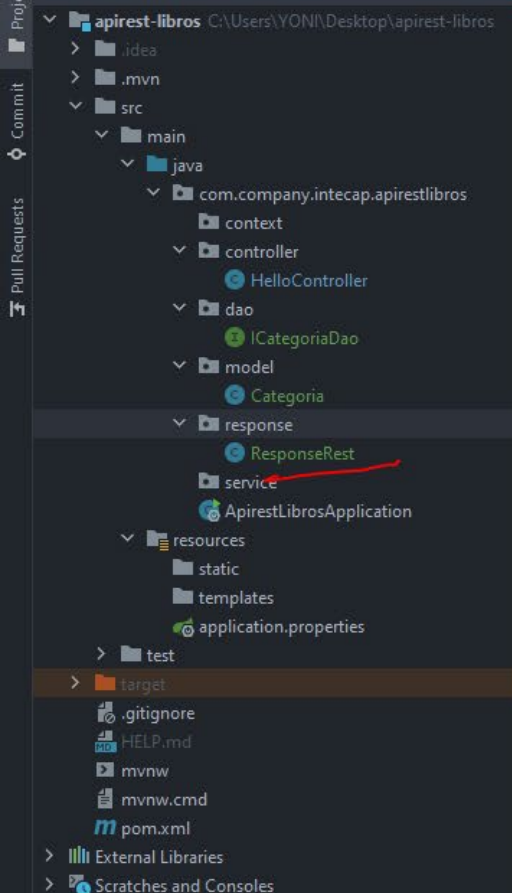 Proje
apirest-libros C:\Users\YONI\Desktop\apirest-libros
.idea
.mvn
src
main
java
com.company.intecap.apirestlibros
context
controller
C HelloController
dao
I ICategoriaDao
model
C Categoria
response
C ResponseRest
service
ApirestLibrosApplication
resources
static
templates
application.properties
test
target
.gitignore
MD HELP.md
mvnw
mvnw.cmd
m pom.xml
External Libraries
Scratches and Consoles
Commit
Pull Requests